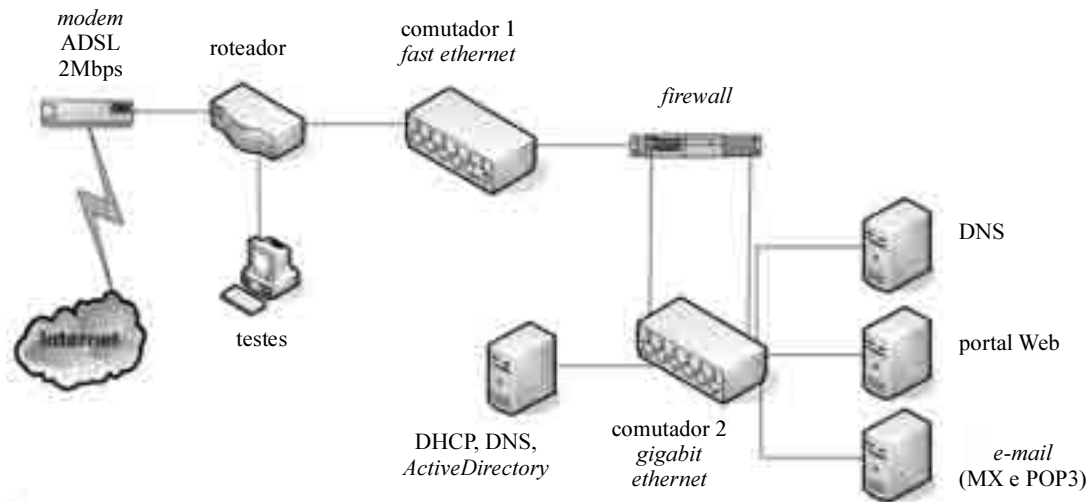 modem
ADSL
2Mbps
roteador
comutador 1
fast ethernet
firewall
Internet
testes
DNS
portal Web
DHCP, DNS,
ActiveDirectory
comutador 2
gigabit
ethernet
e-mail
(MX e POP3)